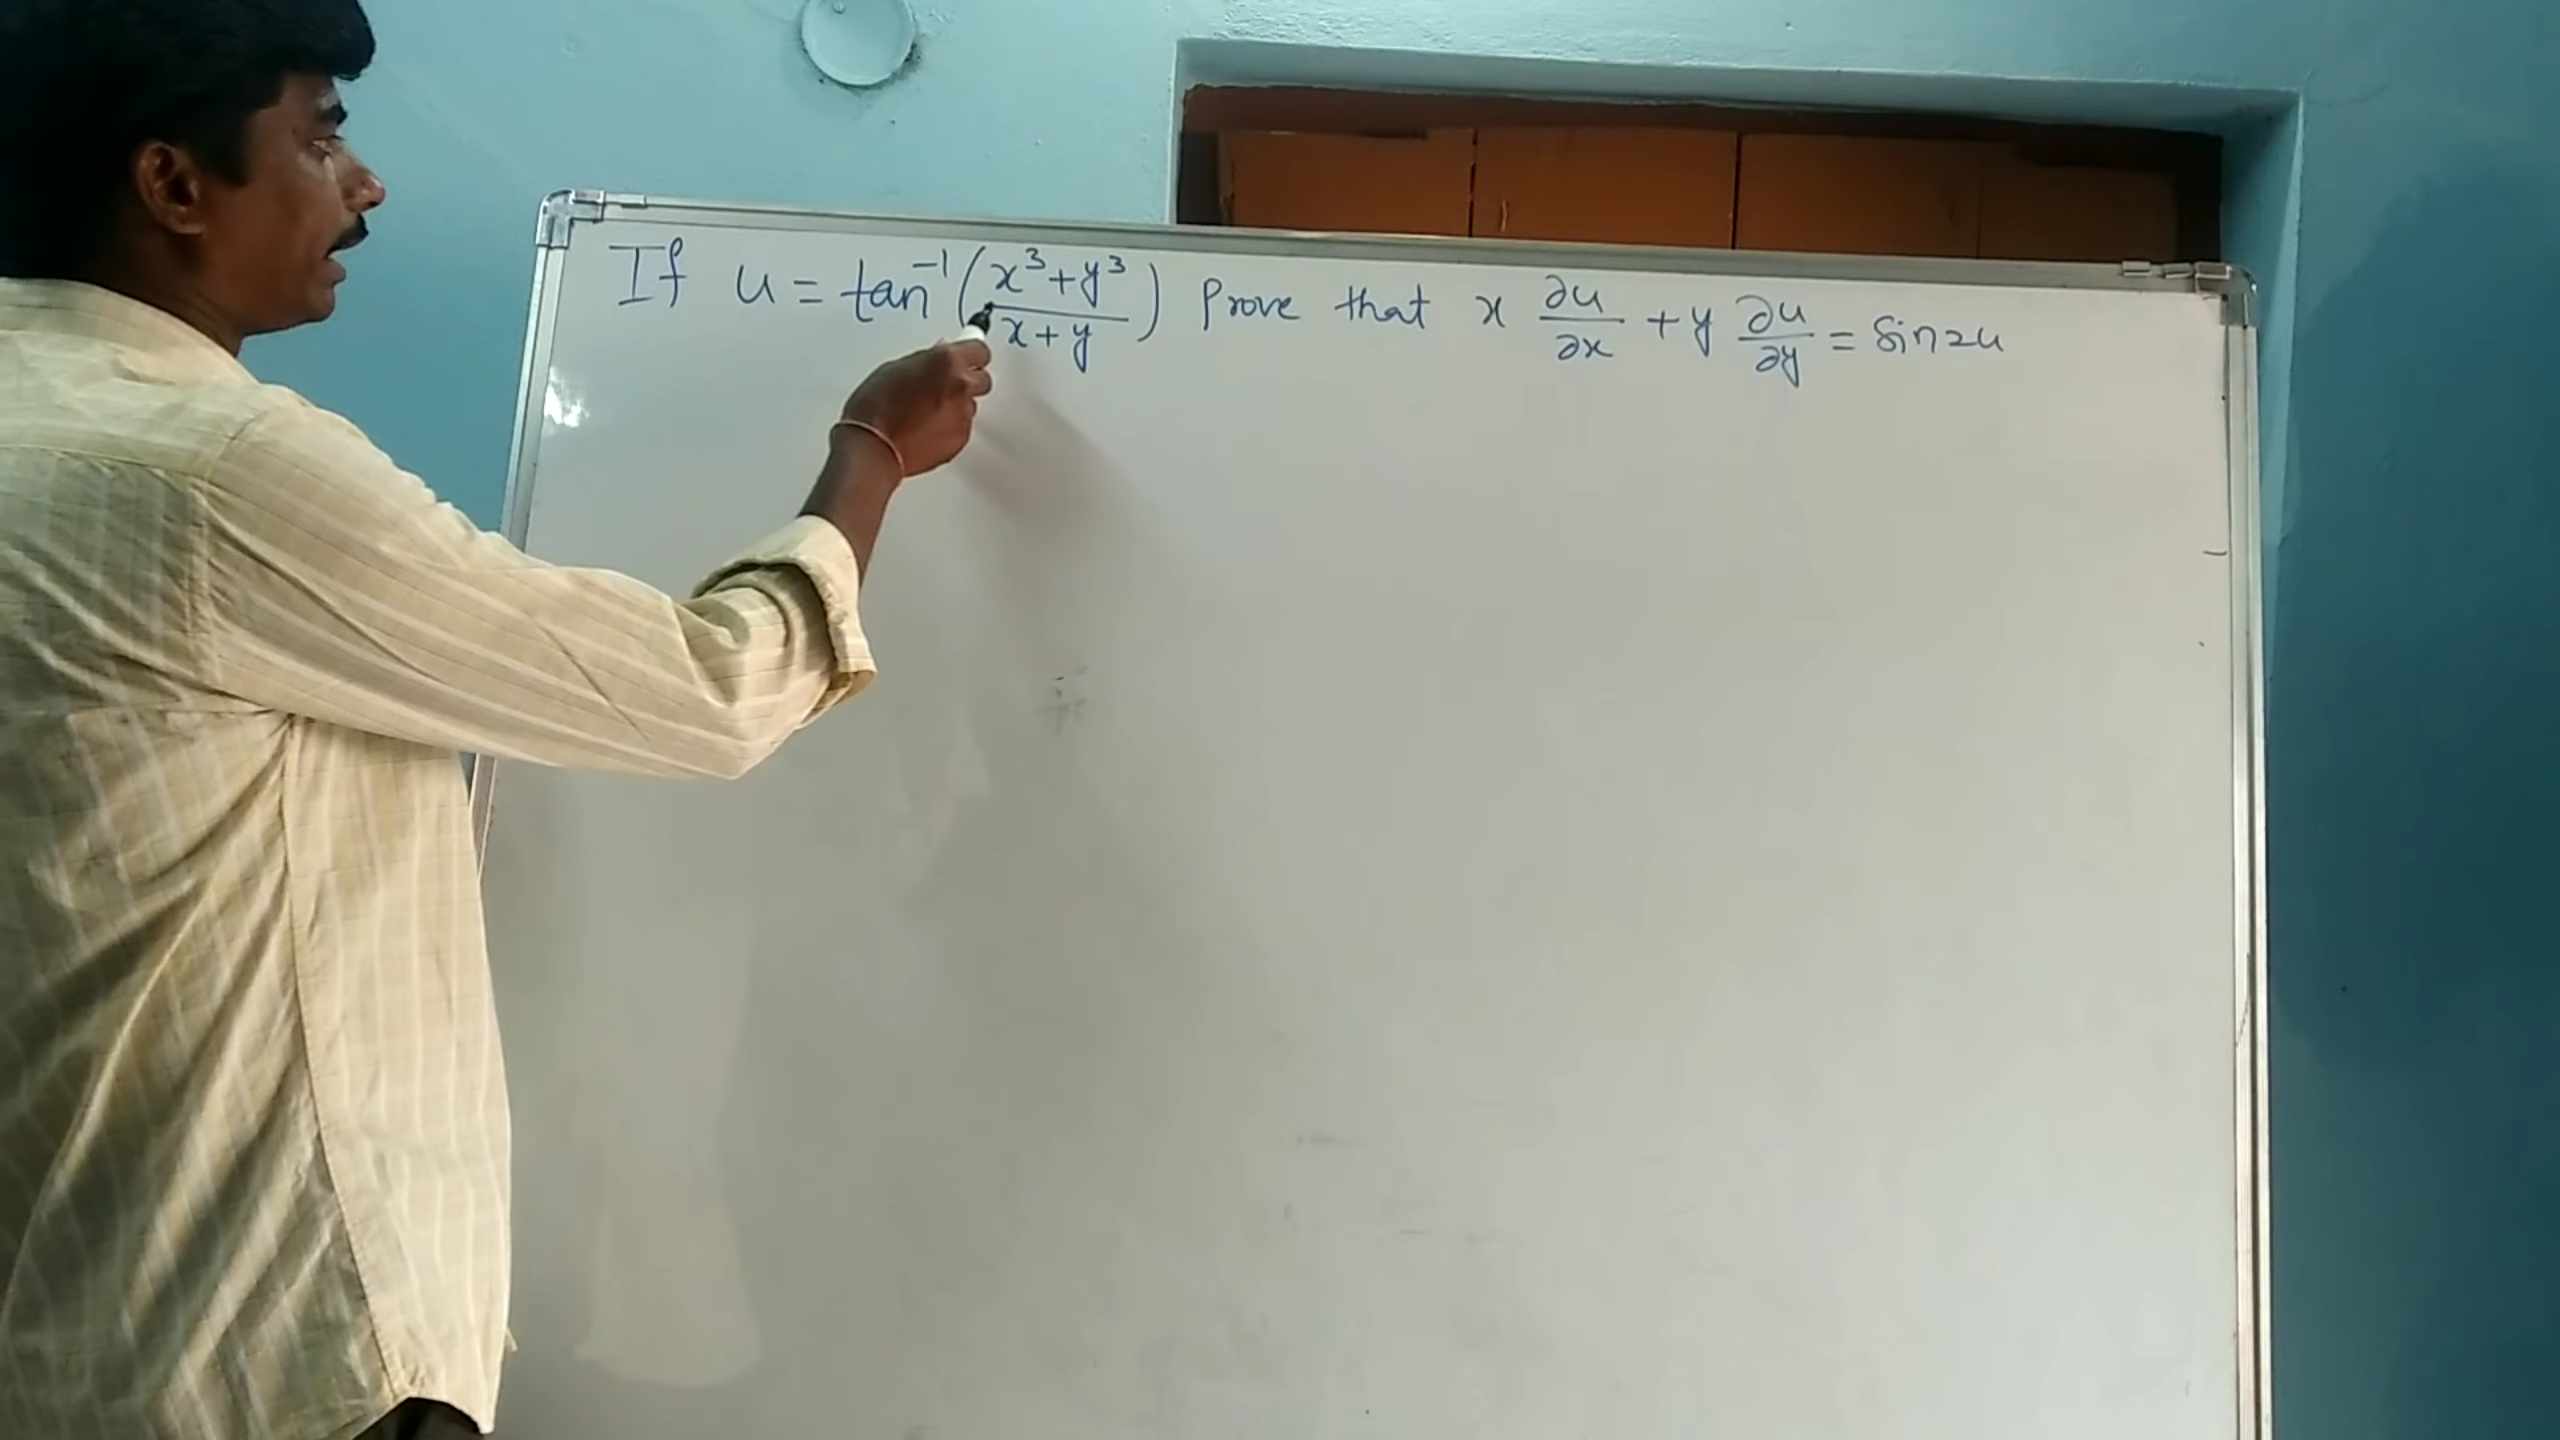 If u = tan⁻¹((x³+y³)/(x+y)) Prove that x ∂u/∂x + y ∂u/∂y = Sin2u